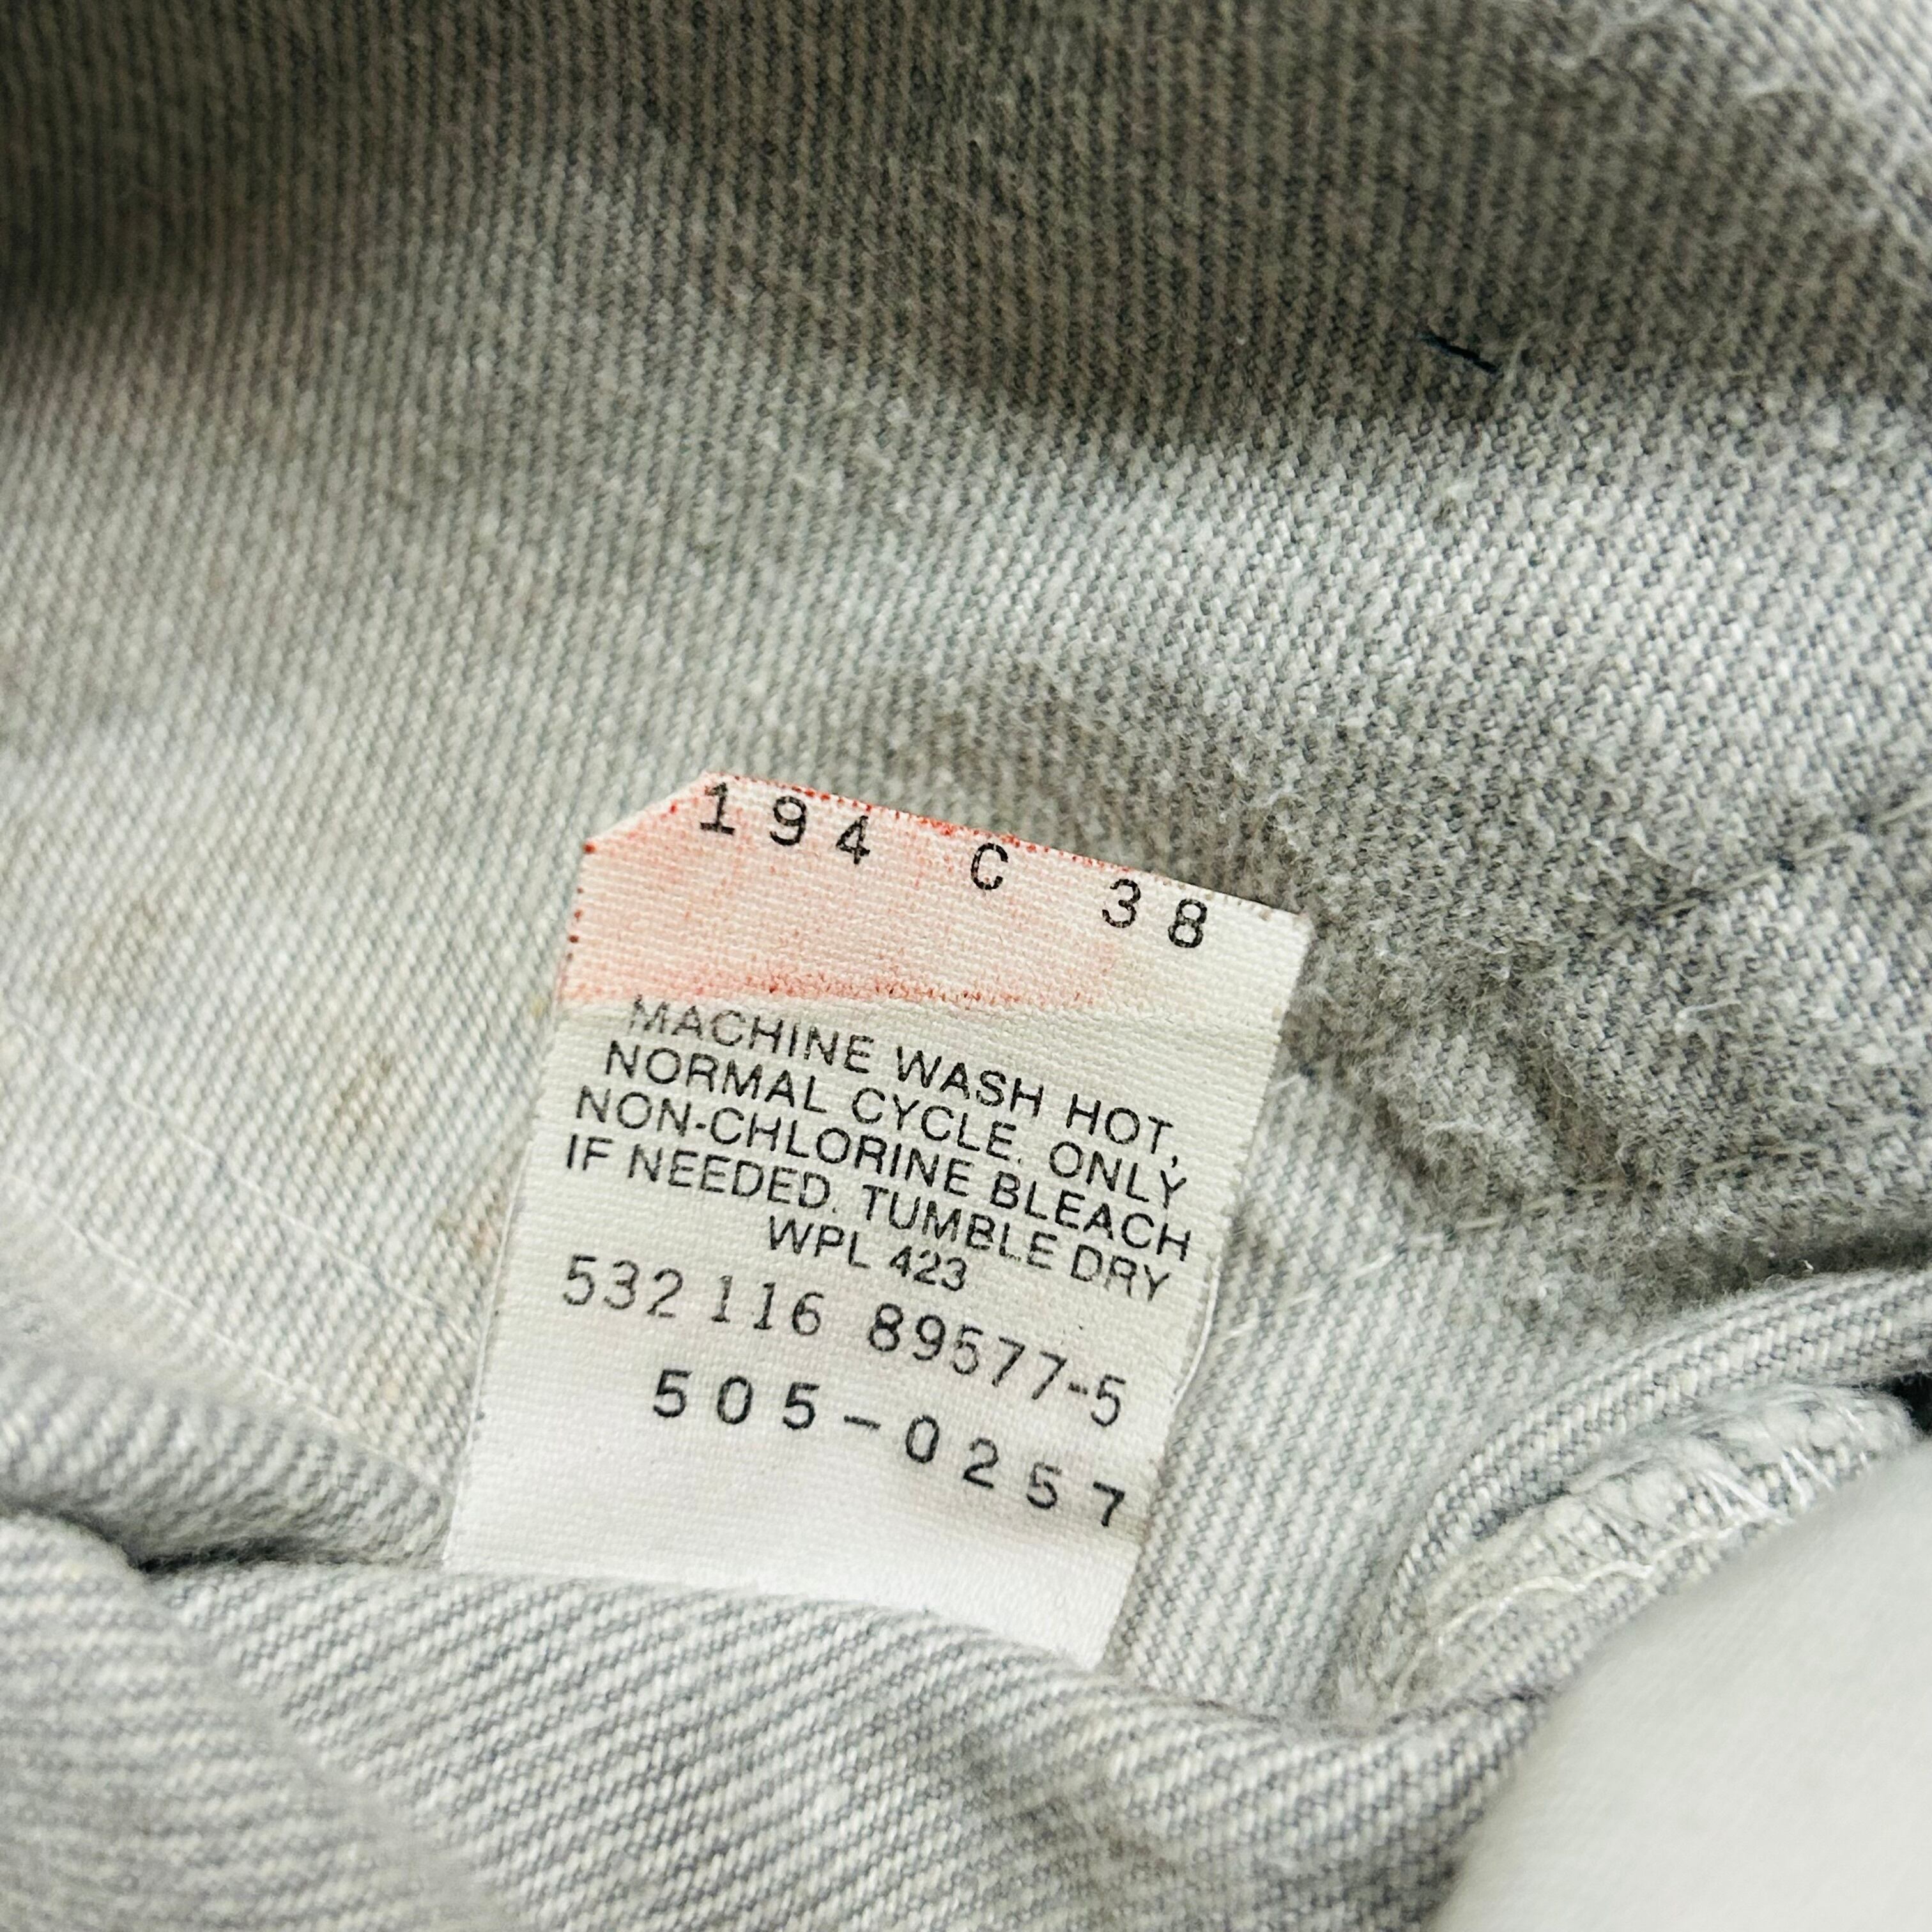 194 C 38
MACHINE WASH HOT,
NORMAL CYCLE. ONLY
NON-CHLORINE BLEACH
IF NEEDED. TUMBLE DRY
WPL 423
532 116 89577-5
505-0257